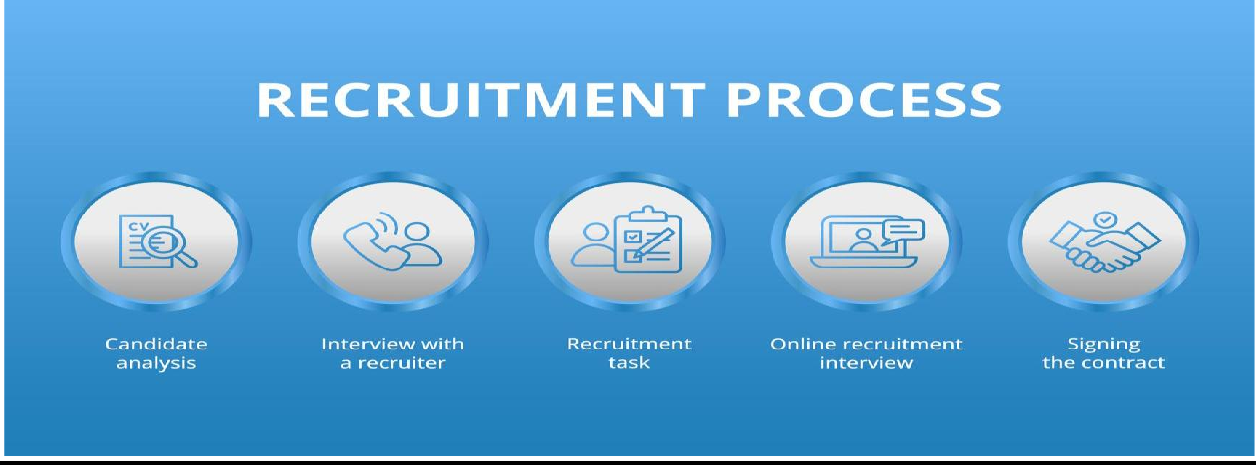 RECRUITMENT PROCESS
CV
Candidate
analysis
Interview with
a recruiter
Recruitment
task
Online recruitment
interview
Signing
the contract